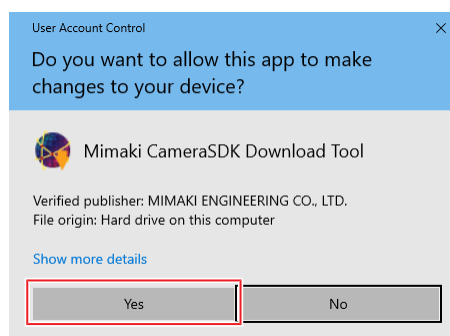 User Account Control
Do you want to allow this app to make
changes to your device?
Mimaki CameraSDK Download Tool
Verified publisher: MIMAKI ENGINEERING CO., LTD.
File origin: Hard drive on this computer
Show more details
Yes
No